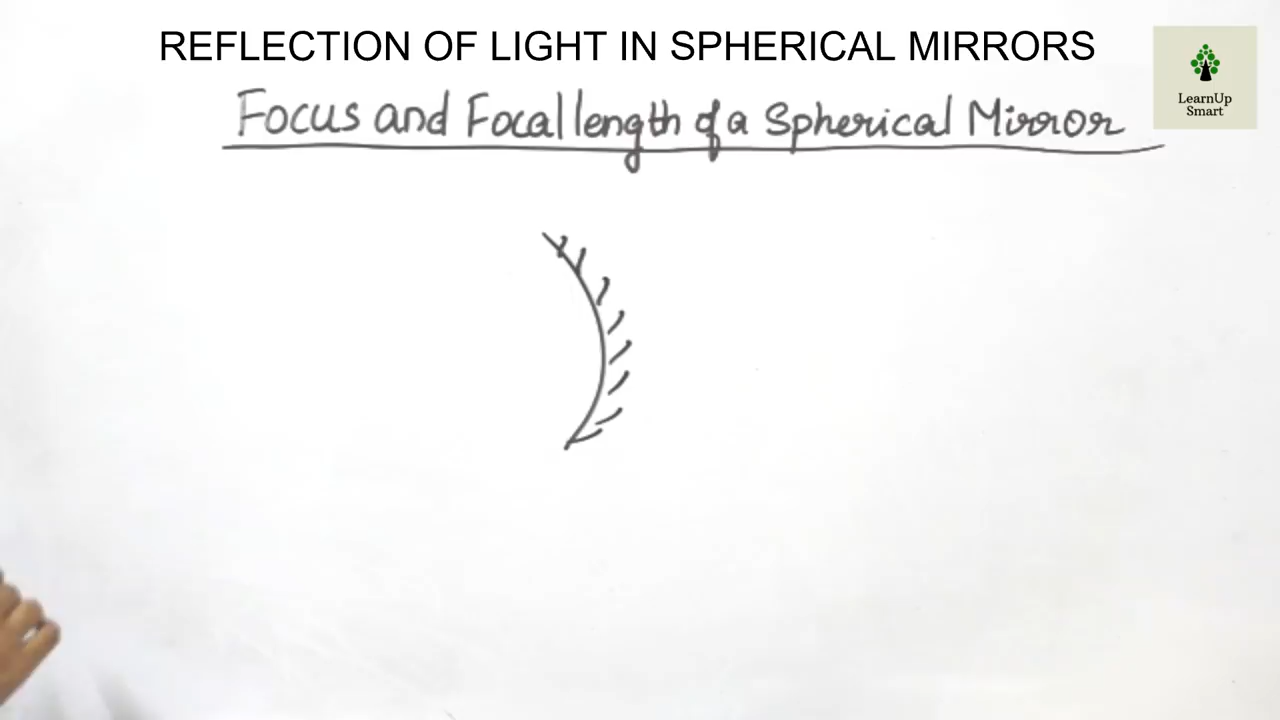 REFLECTION OF LIGHT IN SPHERICAL MIRRORS
Focus and Focal length of a Spherical Mirror
LearnUp
Smart